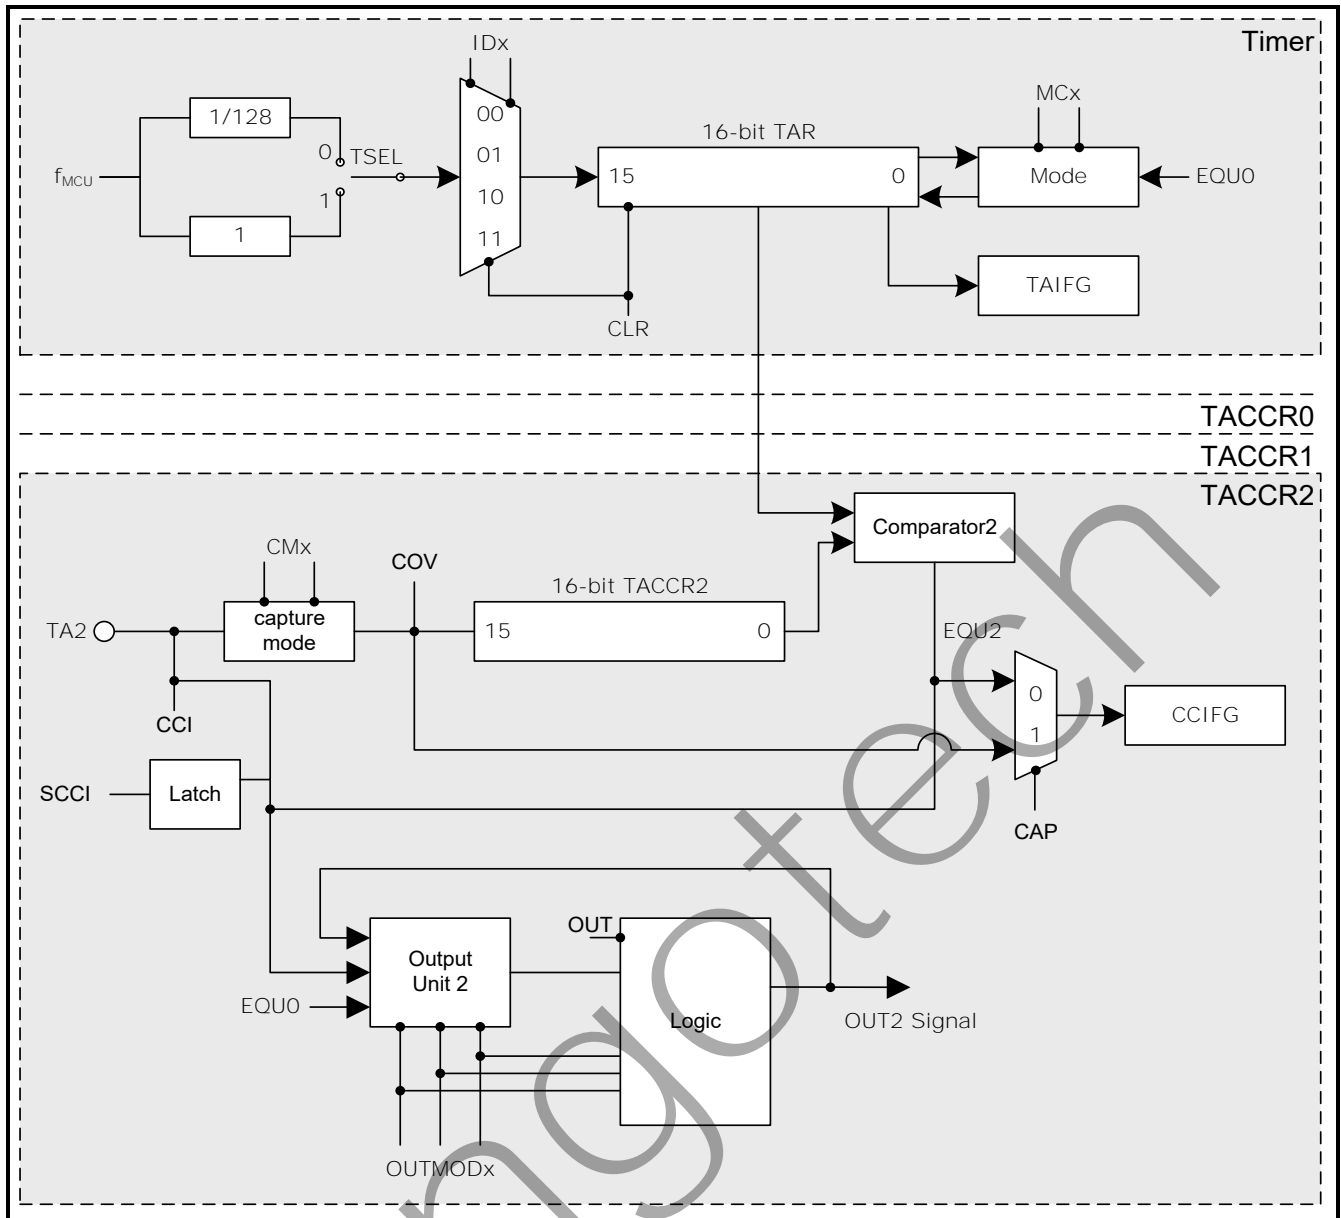 Timer
IDx
MCx
1/128
00
16-bit TAR
0
TSEL
01
fMCU
15
0
Mode
EQU0
1
10
1
11
TAIFG
CLR
TACCR0
TACCR1
TACCR2
Comparator2
CMx
COV
16-bit TACCR2
capture
mode
TA2
15
0
EQU2
0
CCIFG
CCI
1
SCCI
Latch
CAP
OUT
Output
Unit 2
EQU0
Logic
OUT2 Signal
OUTMODx
ngotech